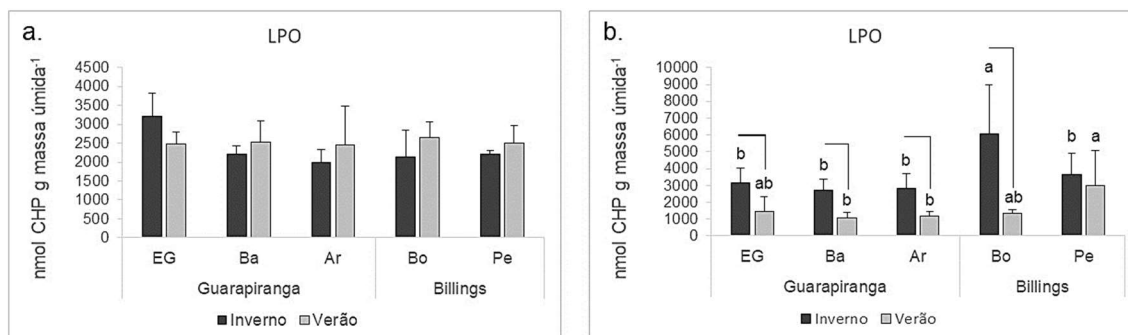 a.
LPO
nmol CHP g massa úmida-1
4500
4000
3500
3000
2500
2000
1500
1000
500
0
EG Ba Ar Bo Pe
Guarapiranga Billings
Inverno Verão
b.
LPO
nmol CHP g massa úmida-1
10000
9000
8000
7000
6000
5000
4000
3000
2000
1000
0
b ab b b b b a ab b a
EG Ba Ar Bo Pe
Guarapiranga Billings
Inverno Verão